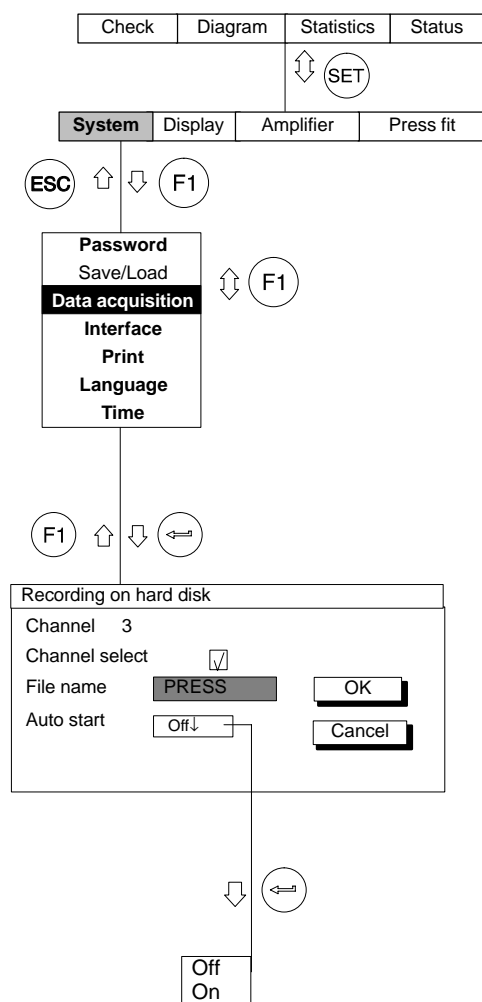 Check Diagram Statistics Status
SET
System Display Amplifier Press fit
ESC F1
Password
Save/Load
Data acquisition
F1
Interface
Print
Language
Time
F1
Recording on hard disk
Channel 3
Channel select √
File name PRESS OK
Auto start Off↓ Cancel
Off
On